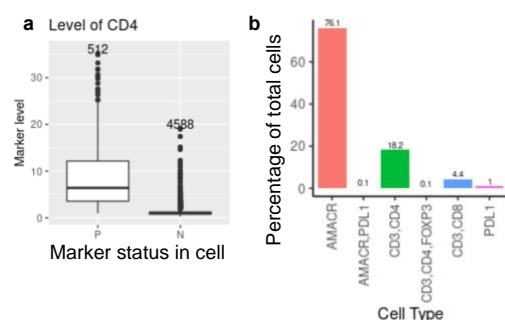 a
Level of CD4
512
4588
30
20
10
0
Marker level
P
N
Marker status in cell
b
76.1
0.1
18.2
0.1
4.4
1
60
40
20
0
Percentage of total cells
AMACR
AMACR,PDL1
CD3,CD4
CD3,CD4,FOXP3
CD3,CD8
PDL1
Cell Type